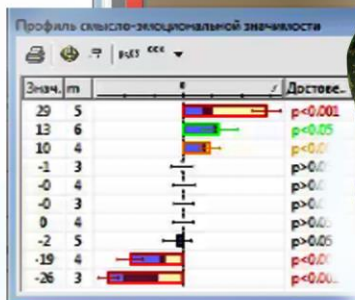 Профиль смысло-эмоциональной значимости
Знач. m 0 Достове..
29 5 p<0.001
13 6 p<0.05
10 4
-1 3
-0 4
-0 3
0 4
-2 5 p>0.05
-19 4
-26 3